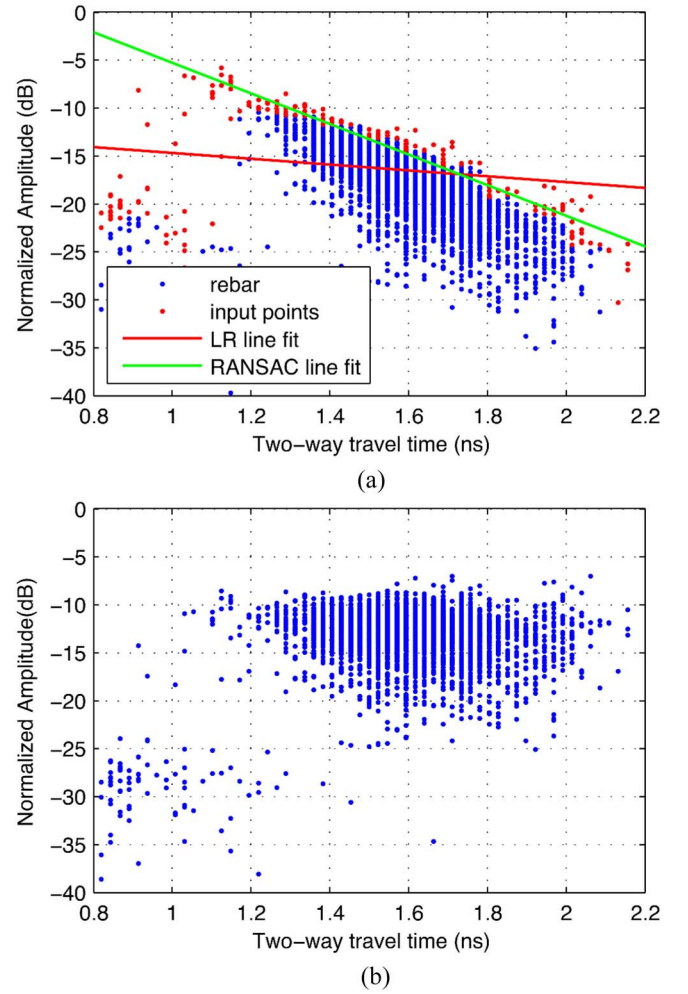 0
−5
−10
−15
−20
−25
−30
−35
−40
Normalized Amplitude (dB)
rebar
input points
LR line fit
RANSAC line fit
0.8 1 1.2 1.4 1.6 1.8 2 2.2
Two−way travel time (ns)
(a)
0
−5
−10
−15
−20
−25
−30
−35
−40
Normalized Amplitude(dB)
0.8 1 1.2 1.4 1.6 1.8 2 2.2
Two−way travel time (ns)
(b)